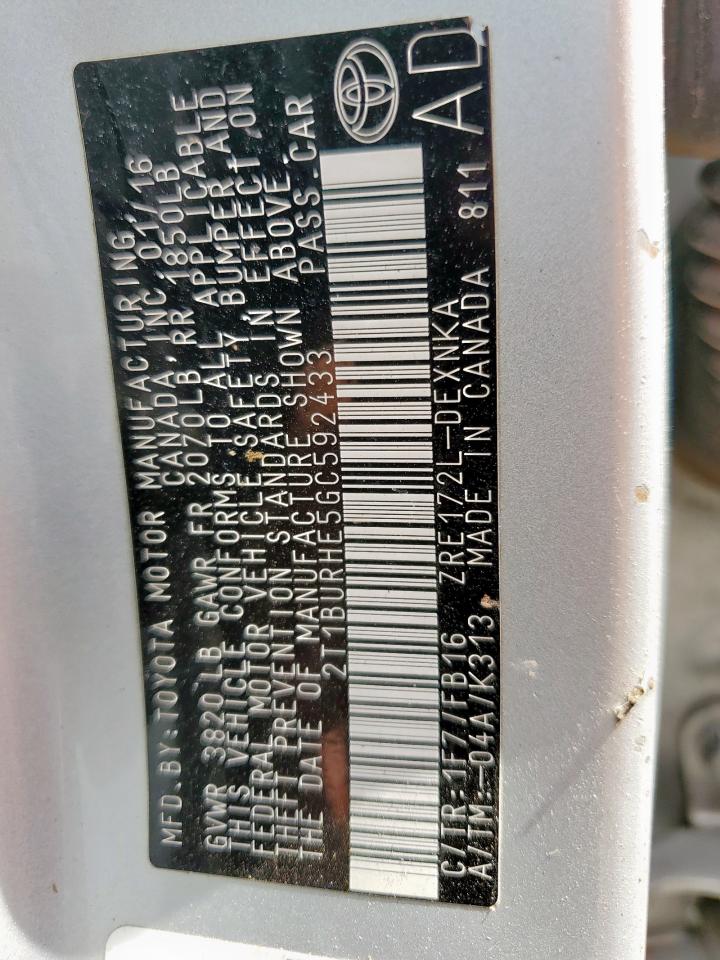 MFD.BY:TOYOTA MOTOR MANUFACTURING
CANADA,INC 01/16
GVWR 3820 LB GAWR FR 2070LB RR 1850LB
THIS VEHICLE CONFORMS TO ALL APPLICABLE
FEDERAL MOTOR VEHICLE SAFETY, BUMPER AND
THEFT PREVENTION STANDARDS IN EFFECT ON
THE DATE OF MANUFACTURE SHOWN ABOVE.
2T1BURHE5GC592433 PASS.CAR
C/TR:1F7/FB16 ZRE172L-DEXNKA
A/TM:-04A/K313 MADE IN CANADA 811 AD